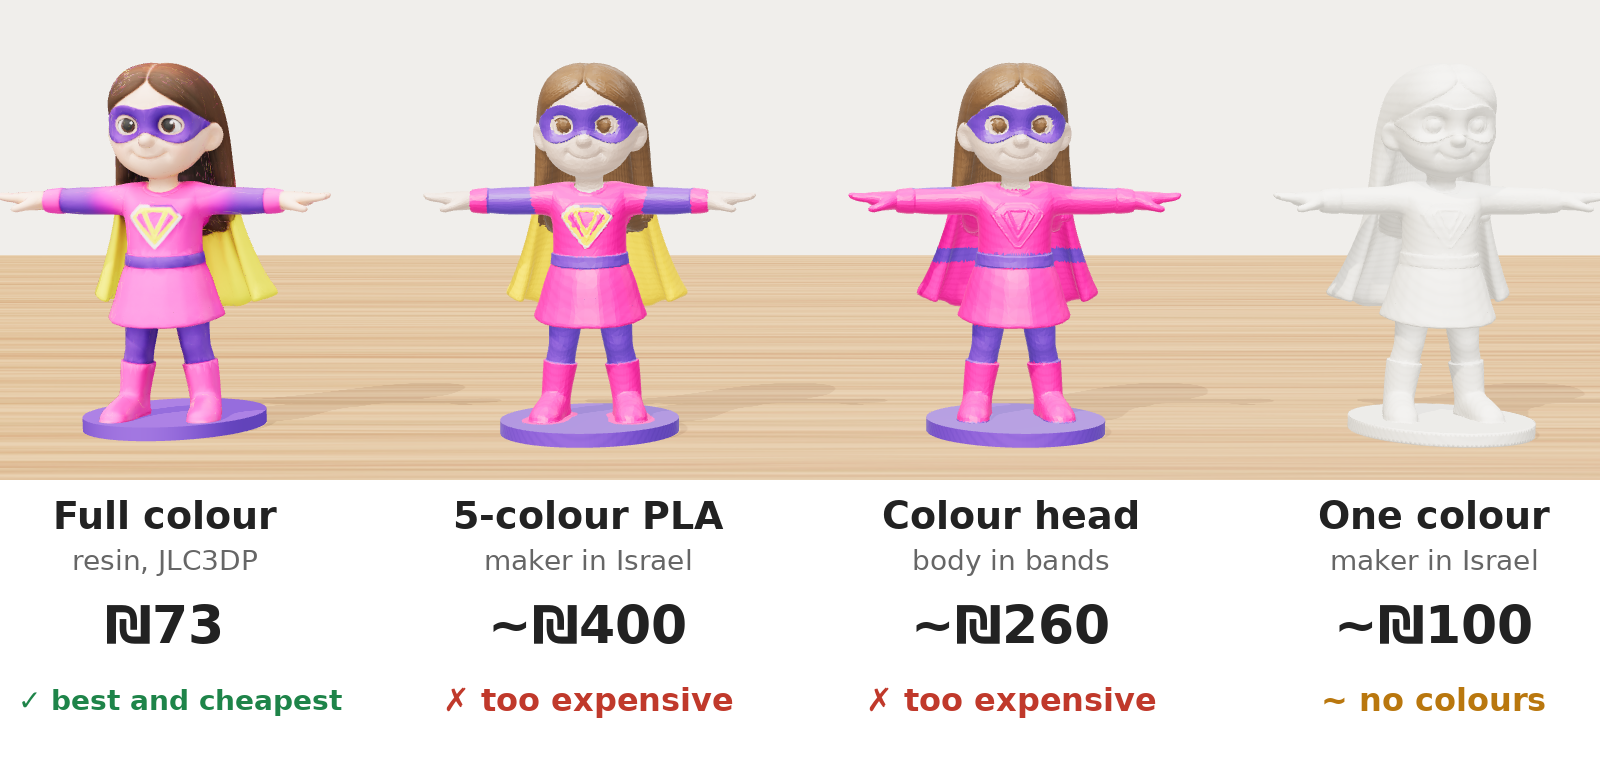 Full colour
resin, JLC3DP
₪73
✓ best and cheapest
5-colour PLA
maker in Israel
~₪400
✗ too expensive
Colour head
body in bands
~₪260
✗ too expensive
One colour
maker in Israel
~₪100
~ no colours